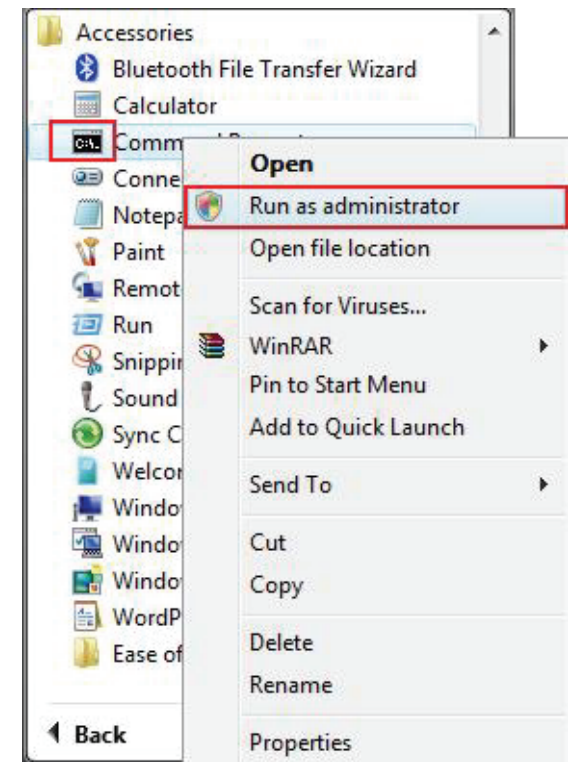 Accessories
Bluetooth File Transfer Wizard
Calculator
C:\.
Comm
Open
Conne
Run as administrator
Notepa
Paint
Open file location
Remot
Scan for Viruses...
Run
WinRAR
Snippin
Pin to Start Menu
Sound
Add to Quick Launch
Sync C
Welcor
Send To
Windo
Windo
Cut
Windo
Copy
WordP
Delete
Ease of
Rename
Back
Properties